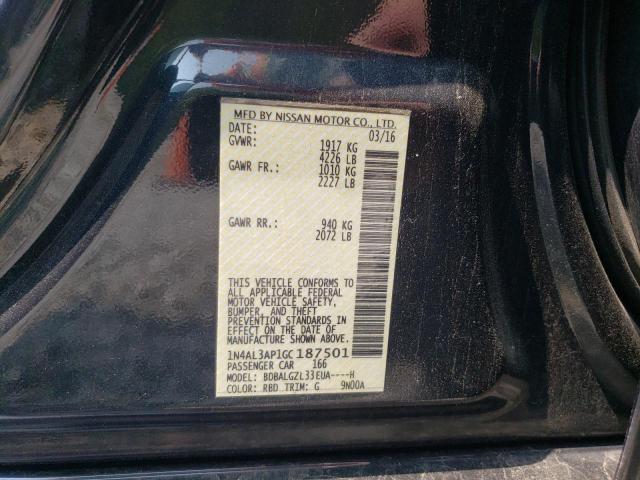 MFD BY NISSAN MOTOR CO., LTD.
DATE: 03/16
GVWR: 1917 KG
4226 LB
GAWR FR.: 1010 KG
2227 LB
GAWR RR.: 940 KG
2072 LB
THIS VEHICLE CONFORMS TO
ALL APPLICABLE FEDERAL
MOTOR VEHICLE SAFETY,
BUMPER, AND THEFT
PREVENTION STANDARDS IN
EFFECT ON THE DATE OF
MANUFACTURE SHOWN ABOVE.
1N4AL3AP1GC187501
PASSENGER CAR 166
MODEL: BDBALGZL33EUA----H
COLOR: RBD TRIM: G 9N00A